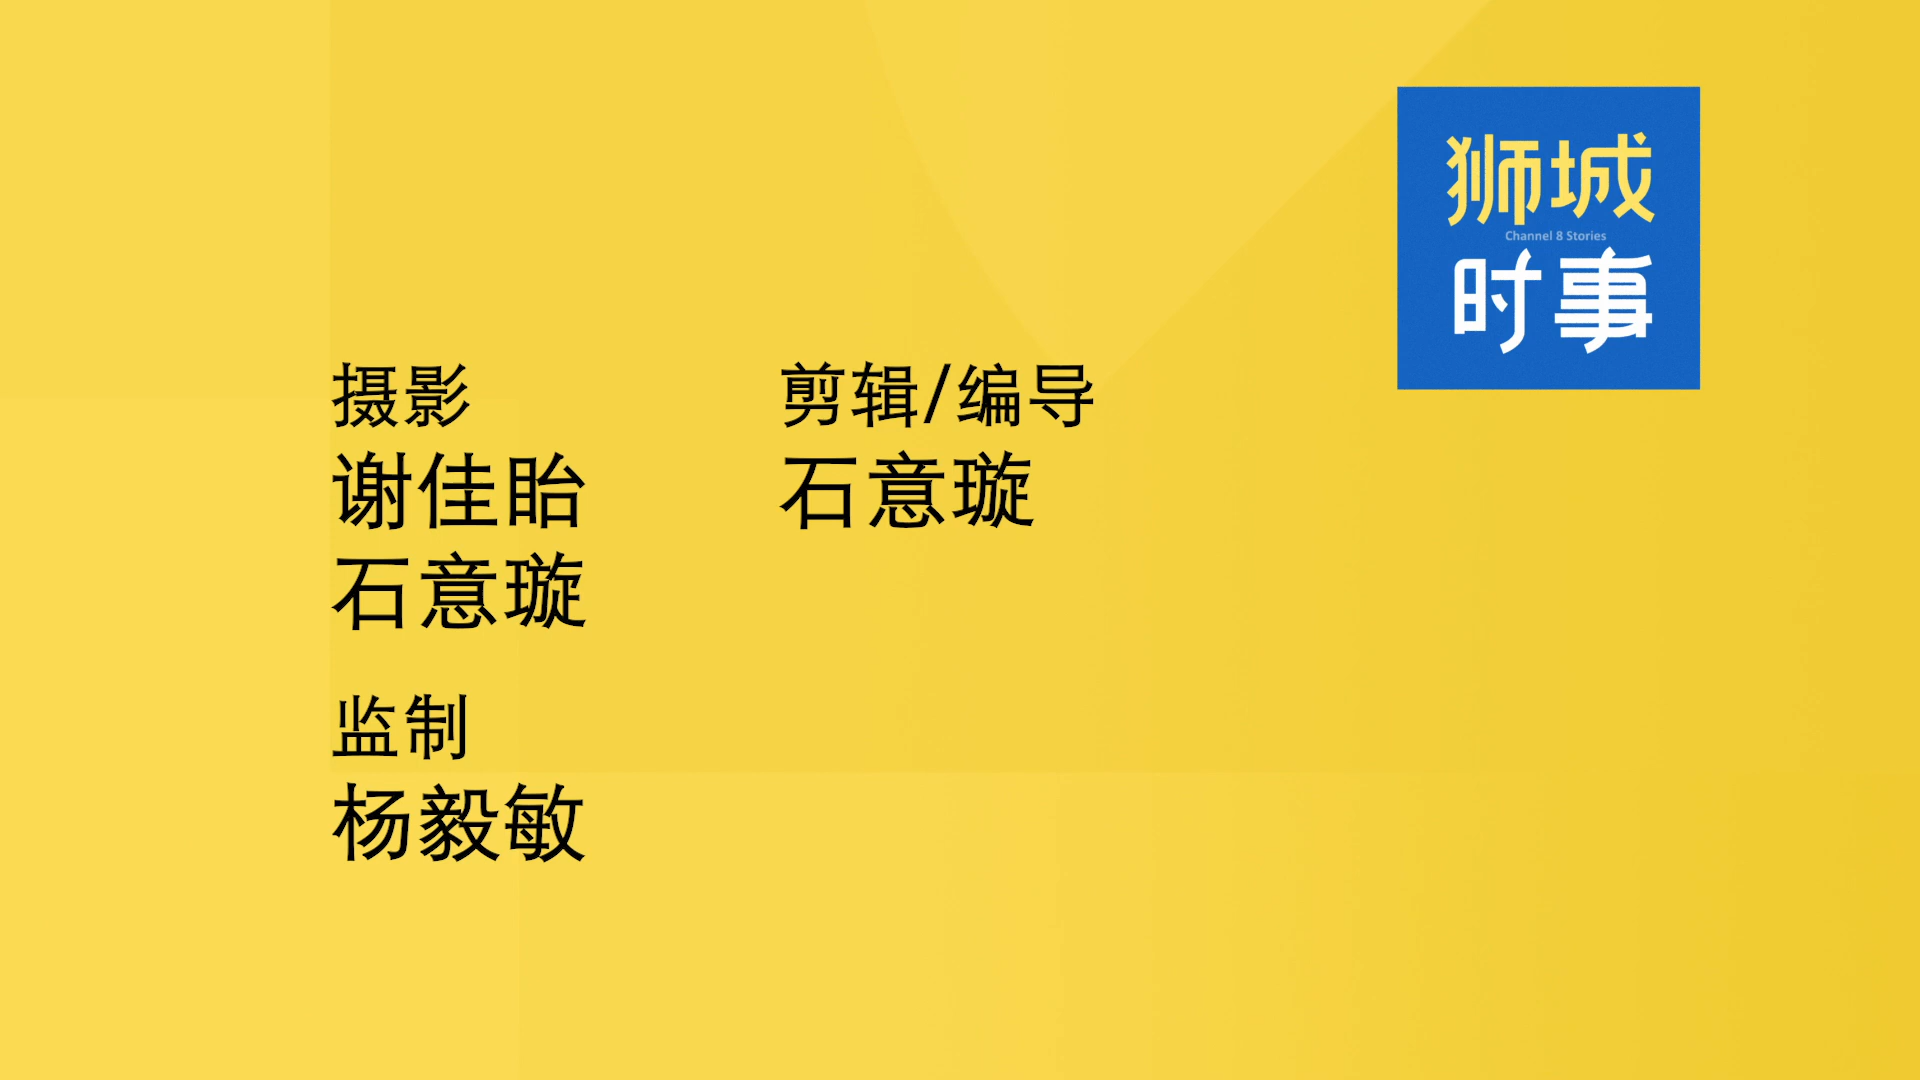 狮城
Channel 8 Stories
时事
摄影
谢佳眙
石意璇
剪辑/编导
石意璇
监制
杨毅敏